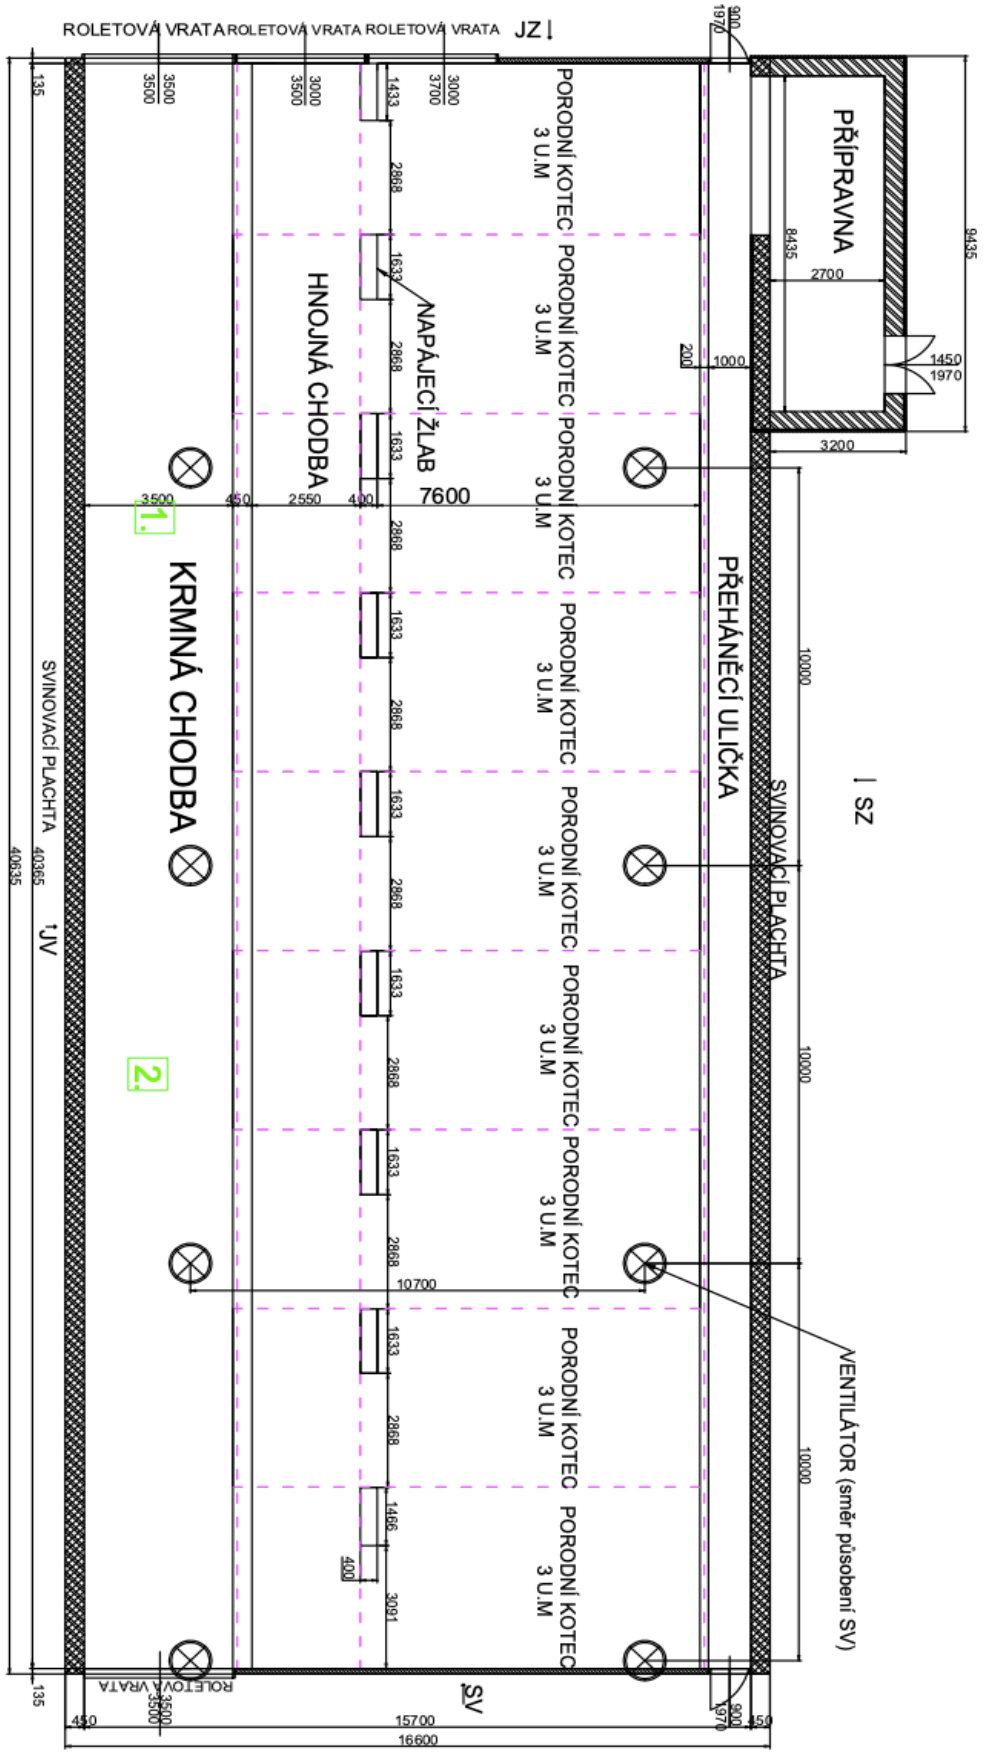 ROLETOVÁ VRATA
ROLETOVÁ VRATA
ROLETOVÁ VRATA
JZ
900
1970
135
3500
3500
3000
3500
3000
3700
1433
PŘÍPRAVNA
8435
2700
9435
1450
1970
3200
1000
200
PORODNÍ KOTEC
3 U.M
PORODNÍ KOTEC
3 U.M
PORODNÍ KOTEC
3 U.M
PORODNÍ KOTEC
3 U.M
PORODNÍ KOTEC
3 U.M
PORODNÍ KOTEC
3 U.M
PORODNÍ KOTEC
3 U.M
PORODNÍ KOTEC
3 U.M
PORODNÍ KOTEC
3 U.M
2868
1633
2868
1633
2868
1633
2868
1633
2868
1633
2868
1633
2868
1633
2868
1466
3091
400
HNOJNÁ CHODBA
NAPÁJECÍ ŽLAB
3500
450
2550
400
7600
1.
KRMNÁ CHODBA
2.
PŘEHÁNĚCÍ ULIČKA
SVINOVACÍ PLACHTA
SZ
10000
10000
10000
10700
VENTILÁTOR (směr působení SV)
SVINOVACÍ PLACHTA
40365
40635
JV
ROLETOVÁ VRATA
3500
3500
135
SV
900
1970
450
15700
450
16600